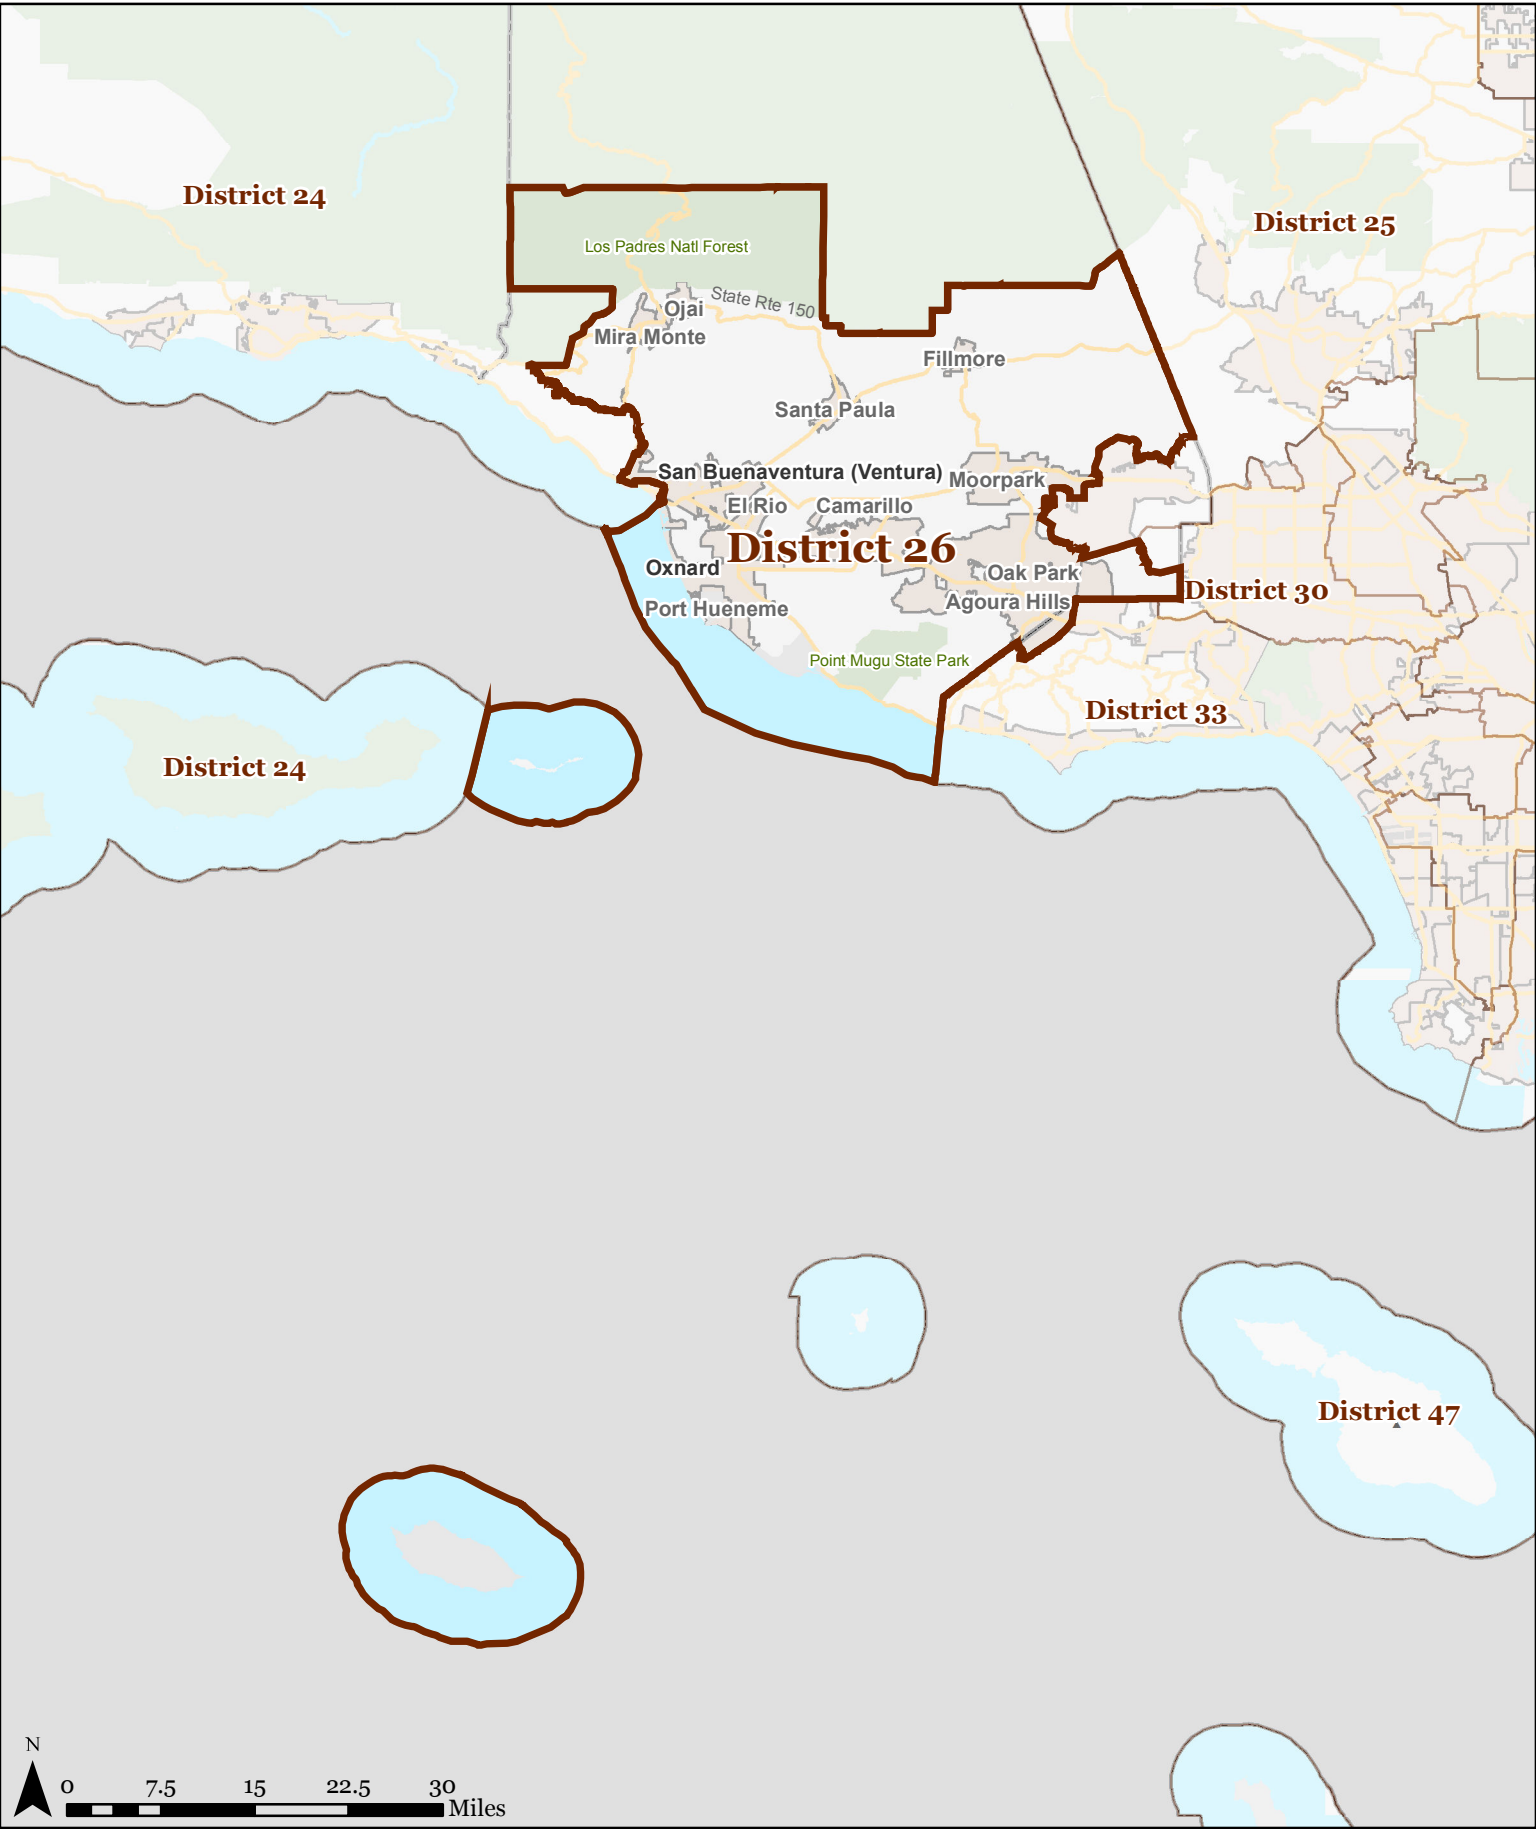 District 24
District 25
Los Padres Natl Forest
State Rte 150
Ojai
Mira Monte
Fillmore
Santa Paula
San Buenaventura (Ventura)
Moorpark
El Rio
Camarillo
District 26
Oxnard
Oak Park
District 30
Agoura Hills
Port Hueneme
Point Mugu State Park
District 33
District 24
District 47
N
0 7.5 15 22.5 30
Miles